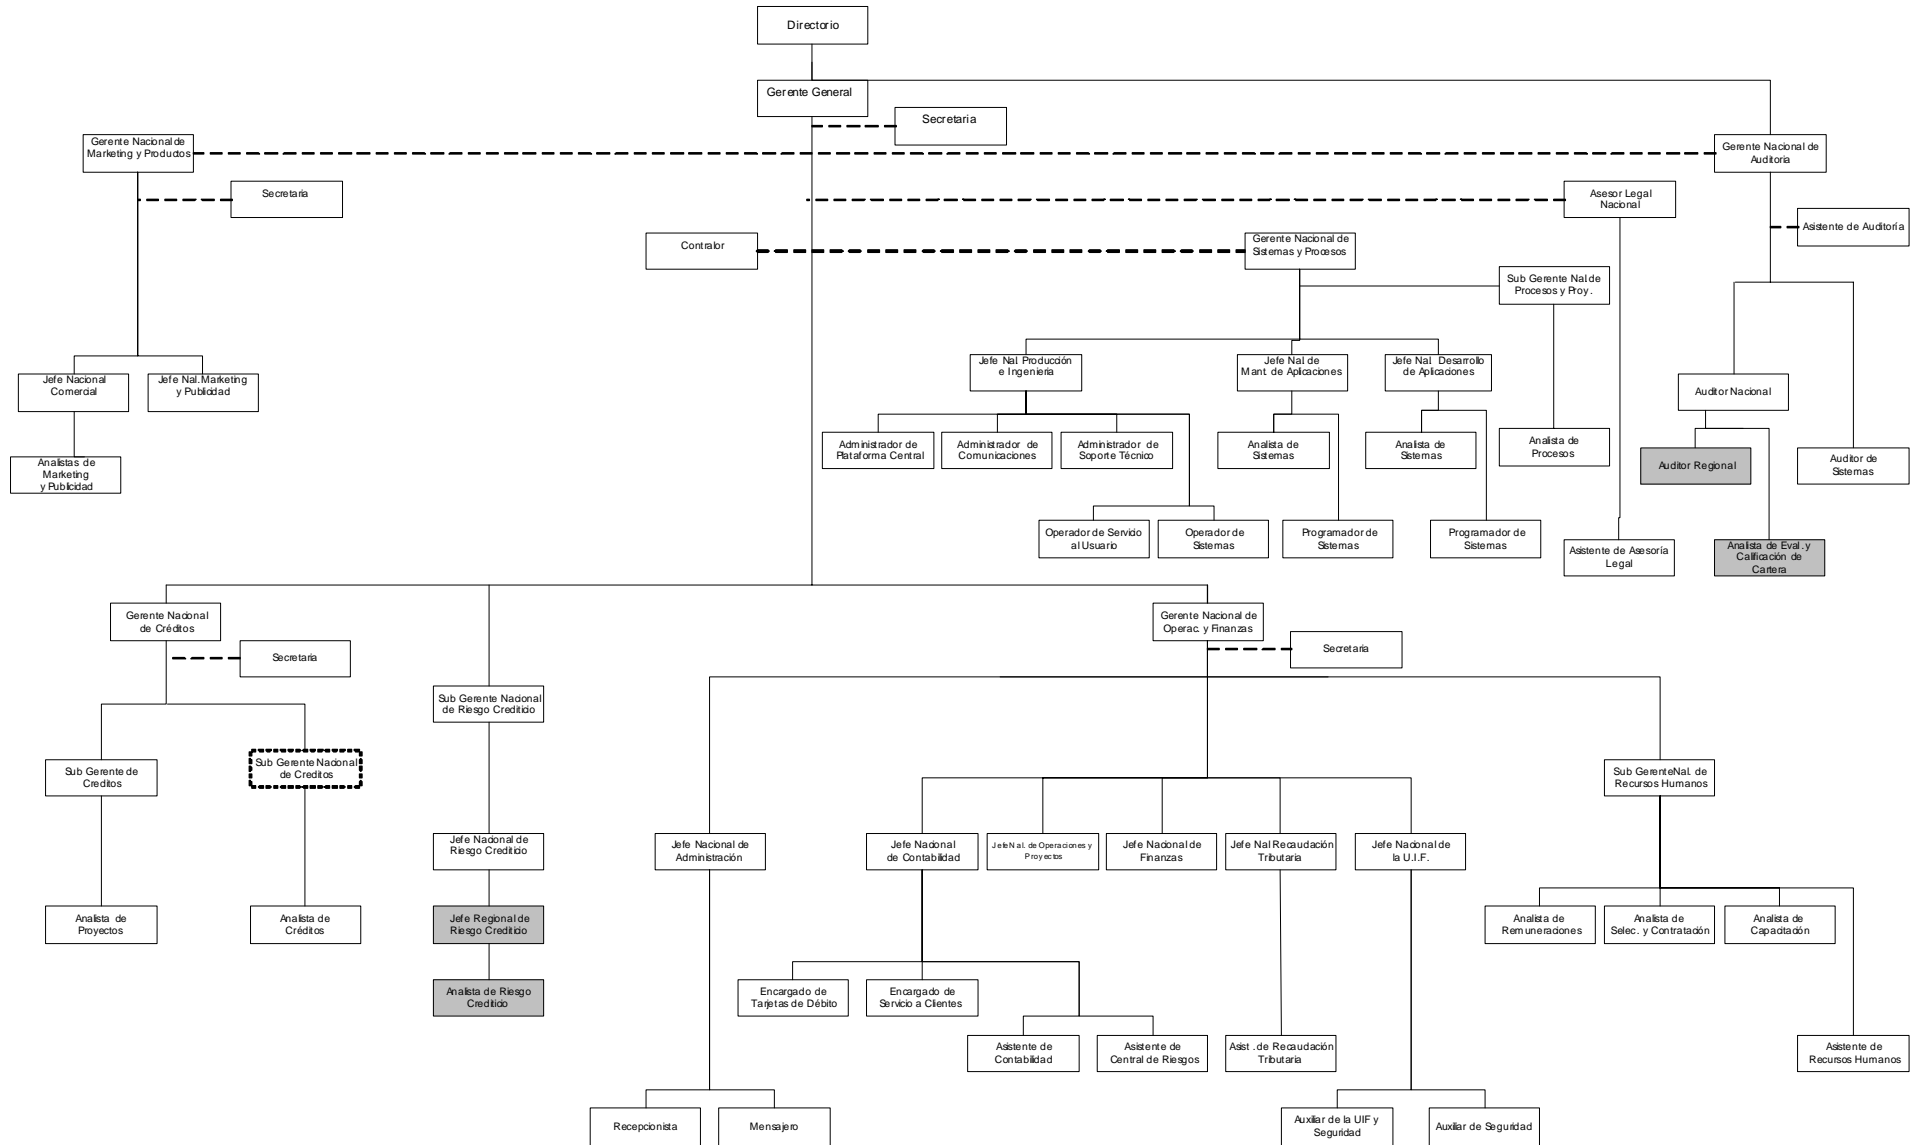 Directorio
Gerente General
Secretaria
Gerente Nacional de
Marketing y Productos
Gerente Nacional de
Auditoria
Secretaria
Asesor Legal
Nacional
Asistente de Auditoría
Contralor
Gerente Nacional de
Sistemas y Procesos
Sub Gerente Nal.de
Procesos y Proy.
Jefe Nal. Producción
e Ingenieria
Jefe Nal. de
Mant. de Aplicaciones
Jefe Nal. Desarrollo
de Aplicaciones
Jefe Nacional
Comercial
Jefe Nal.Marketing
y Publicidad
Auditor Nacional
Administrador de
Plataforma Central
Administrador de
Comunicaciones
Administrador de
Soporte Técnico
Analista de
Sistemas
Analista de
Sistemas
Analista de
Procesos
Analistas de
Marketing
y Publicidad
Auditor Regional
Auditor de
Sistemas
Operador de Servicio
al Usuario
Operador de
Sistemas
Programador de
Sistemas
Programador de
Sistemas
Asistente de Asesoría
Legal
Analista de Eval. y
Calificación de
Cartera
Gerente Nacional
de Créditos
Gerente Nacional de
Operac. y Finanzas
Secretaria
Secretaria
Sub Gerente Nacional
de Riesgo Crediticio
Sub Gerente de
Creditos
Sub Gerente Nacional
de Creditos
Sub Gerente Nal. de
Recursos Humanos
Jefe Nacional de
Riesgo Crediticio
Jefe Nacional de
Administración
Jefe Nacional
de Contabilidad
Jefe Nal. de Operaciones y
Proyectos
Jefe Nacional de
Finanzas
Jefe Nal Recaudación
Tributaria
Jefe Nacional de
la U.I.F.
Analista de
Proyectos
Analista de
Créditos
Jefe Regional de
Riesgo Crediticio
Analista de
Remuneraciones
Analista de
Selec. y Contratación
Analista de
Capacitación
Analista de Riesgo
Crediticio
Encargado de
Tarjetas de Débito
Encargado de
Servicio a Clientes
Asistente de
Contabilidad
Asistente de
Central de Riesgos
Asist. de Recaudación
Tributaria
Asistente de
Recursos Humanos
Recepcionista
Mensajero
Auxiliar de la UIF y
Seguridad
Auxiliar de Seguridad